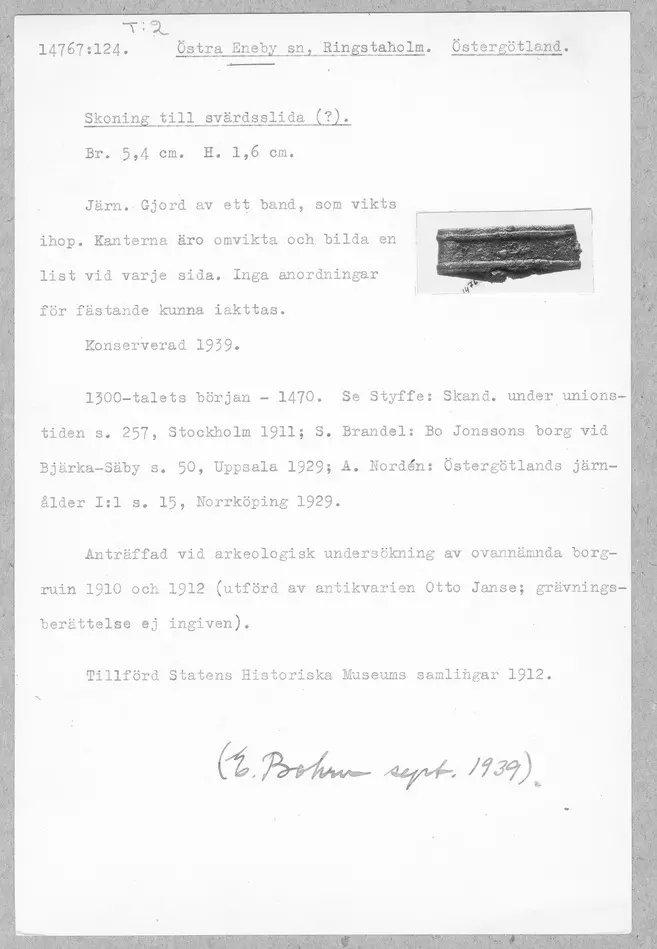 T:2
14767:124. Östra Eneby sn, Ringstaholm. Östergötland.
Skoning till svärdsslida (?).
Br. 5,4 cm. H. 1,6 cm.
Järn. Gjord av ett band, som vikts
ihop. Kanterna äro omvikta och bilda en
list vid varje sida. Inga anordningar
för fästande kunna iakttas.
Konserverad 1939.
1300-talets början - 1470. Se Styffe: Skand. under unions-
tiden s. 257, Stockholm 1911; S. Brandel: Bo Jonssons borg vid
Bjärka-Säby s. 50, Uppsala 1929; A. Nordén: Östergötlands järn-
ålder I:1 s. 15, Norrköping 1929.
Anträffad vid arkeologisk undersökning av ovannämnda borg-
ruin 1910 och 1912 (utförd av antikvarien Otto Janse; grävnings-
berättelse ej ingiven).
Tillförd Statens Historiska Museums samlingar 1912.
(E. Bohrn sept. 1939).